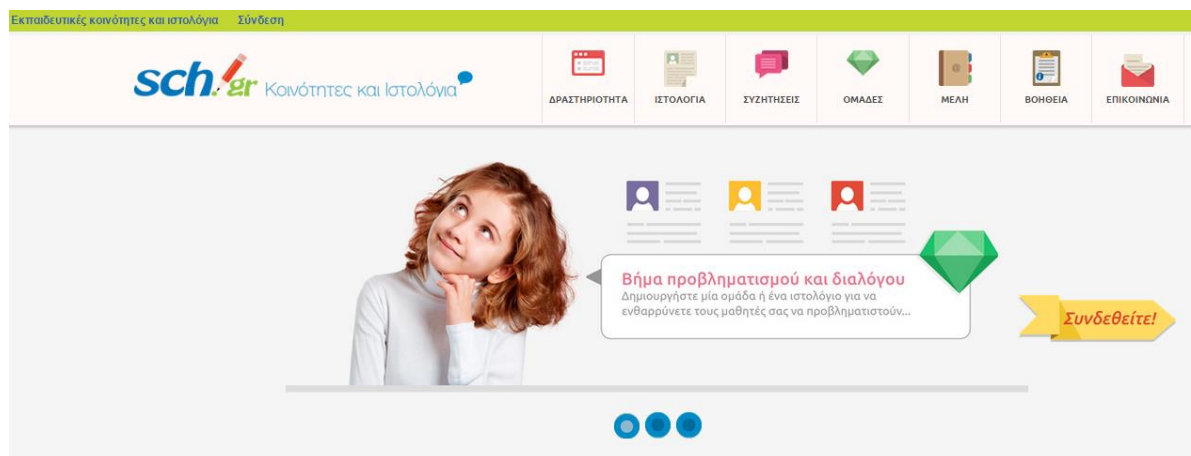 Εκπαιδευτικές κοινότητες και ιστολόγια Σύνδεση
sch.gr Κοινότητες και Ιστολόγια
ΔΡΑΣΤΗΡΙΟΤΗΤΑ ΙΣΤΟΛΟΓΙΑ ΣΥΖΗΤΗΣΕΙΣ ΟΜΑΔΕΣ ΜΕΛΗ ΒΟΗΘΕΙΑ ΕΠΙΚΟΙΝΩΝΙΑ
Βήμα προβληματισμού και διαλόγου
Δημιουργήστε μία ομάδα ή ένα ιστολόγιο για να
ενθαρρύνετε τους μαθητές σας να προβληματιστούν...
Συνδεθείτε!